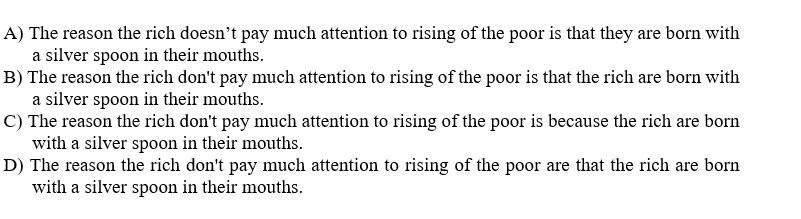 A) The reason the rich doesn’t pay much attention to rising of the poor is that they are born with
a silver spoon in their mouths.
B) The reason the rich don't pay much attention to rising of the poor is that the rich are born with
a silver spoon in their mouths.
C) The reason the rich don't pay much attention to rising of the poor is because the rich are born
with a silver spoon in their mouths.
D) The reason the rich don't pay much attention to rising of the poor are that the rich are born
with a silver spoon in their mouths.